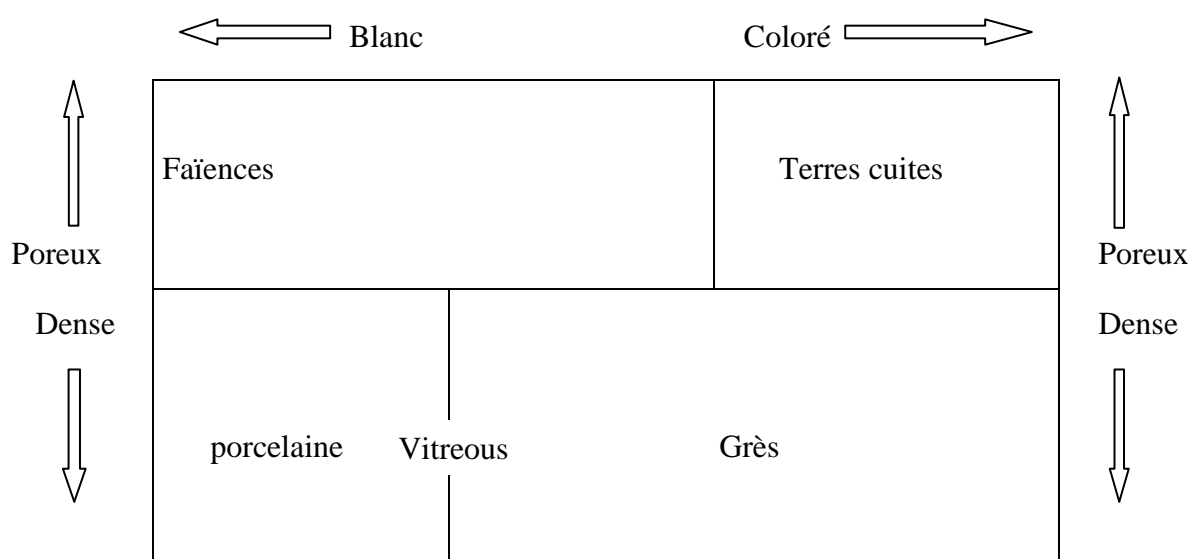 Blanc Coloré
Faïences Terres cuites
Poreux Poreux
Dense Dense
porcelaine Vitreous Grès